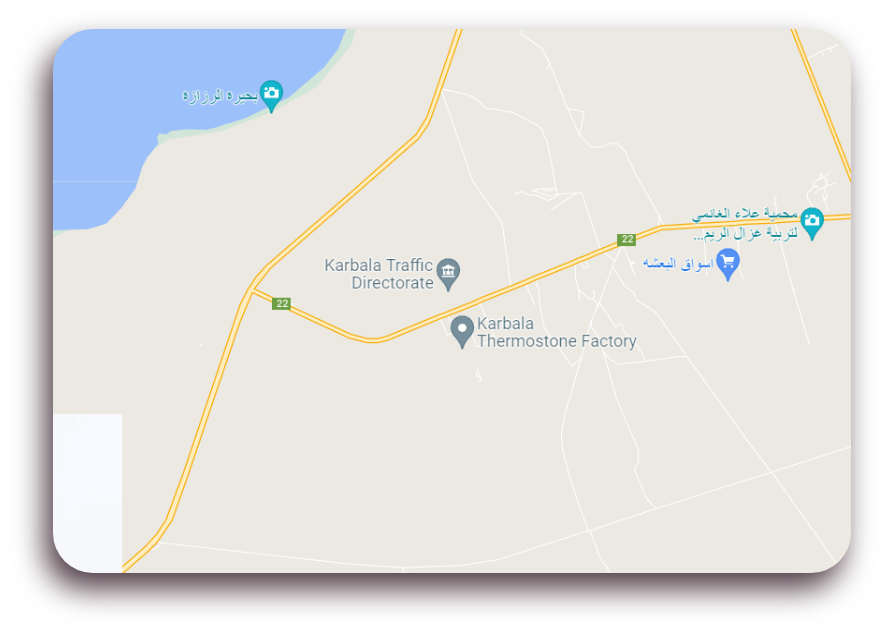 بحيرة الرزازة
22
محمية علاء الغانمي
لتربية غزال الريم...
اسواق البعشه
Karbala Traffic
Directorate
22
Karbala
Thermostone Factory